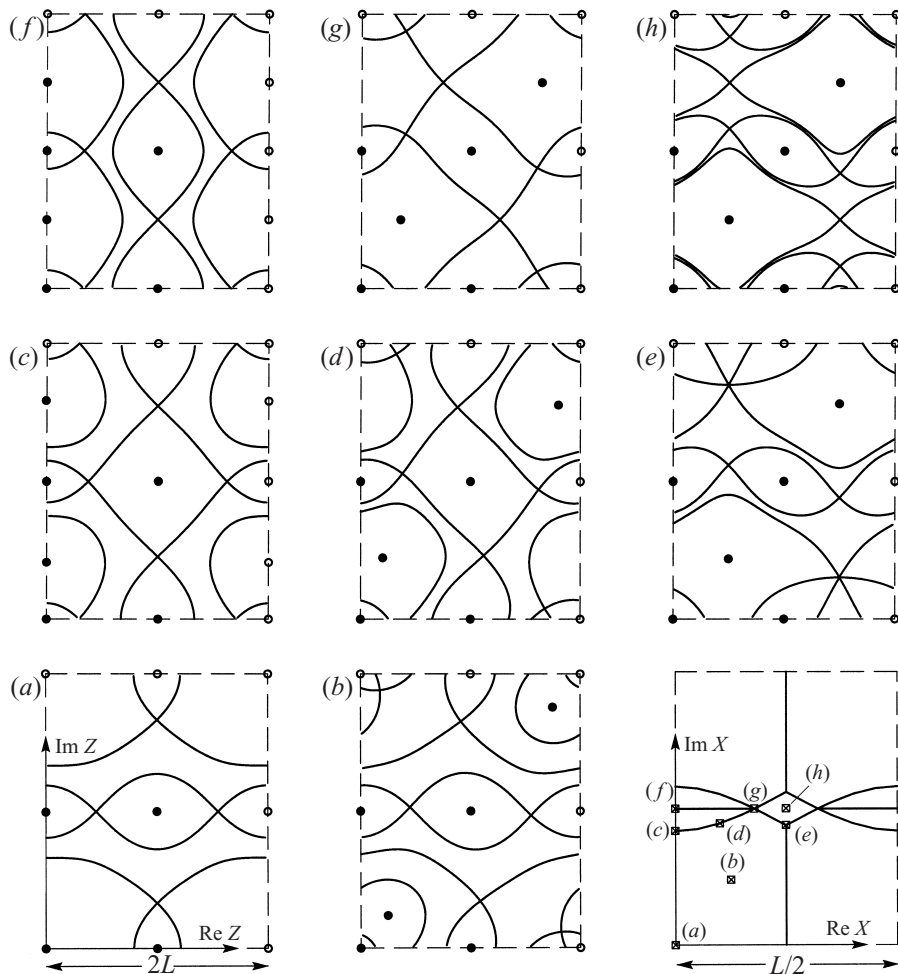 (f) (g) (h)
(c) (d) (e)
(a) (b)
Im Z Im X
(f) (g) (h)
(c) (d) (e)
(b)
Re Z (a) Re X
2L L/2